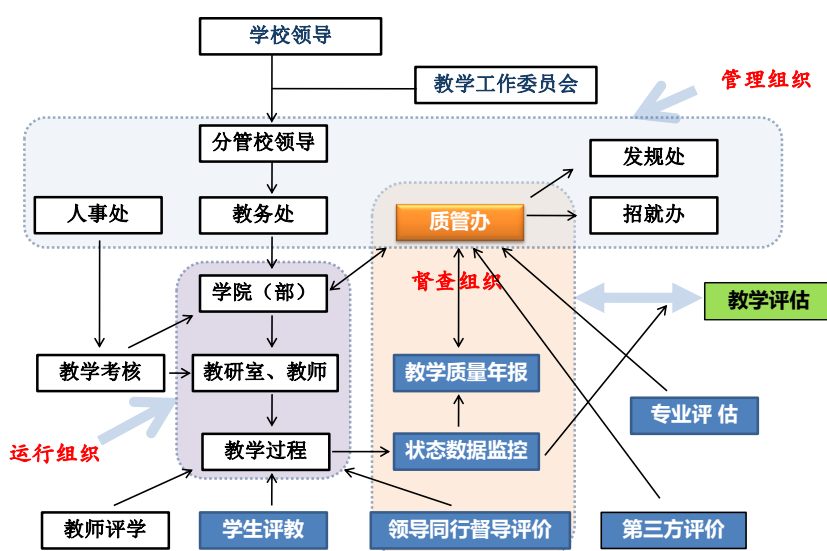 学校领导
教学工作委员会
管理组织
分管校领导
发规处
人事处
教务处
质管办
招就办
督查组织
学院（部）
教学评估
教学考核
教研室、教师
教学质量年报
专业评 估
运行组织
教学过程
状态数据监控
教师评学
学生评教
领导同行督导评价
第三方评价